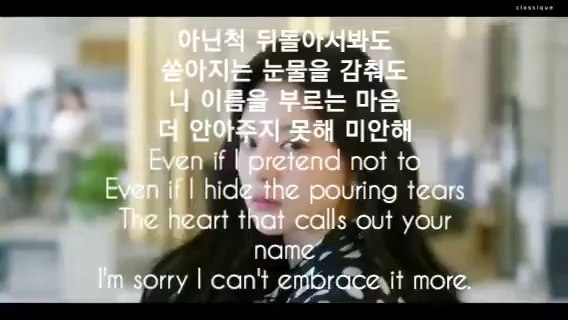 classique
아닌척 뒤돌아서봐도
쏟아지는 눈물을 감춰도
니 이름을 부르는 마음
더 안아주지 못해 미안해
Even if I pretend not to
Even if I hide the pouring tears
The heart that calls out your
name
I'm sorry I can't embrace it more.